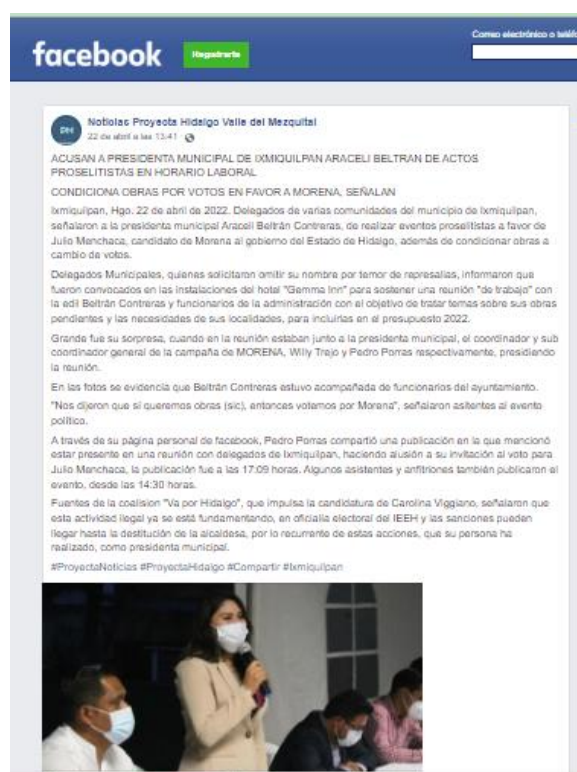 facebook
Registrarte
Correo electrónico o teléfo
PH
Noticias Proyecta Hidalgo Valle del Mezquital
22 de abril a las 13:41 ·
ACUSAN A PRESIDENTA MUNICIPAL DE IXMIQUILPAN ARACELI BELTRAN DE ACTOS
PROSELITISTAS EN HORARIO LABORAL
CONDICIONA OBRAS POR VOTOS EN FAVOR A MORENA, SEÑALAN
Ixmiquilpan, Hgo. 22 de abril de 2022. Delegados de varias comunidades del municipio de Ixmiquilpan,
señalaron a la presidenta municipal Araceli Beltrán Contreras, de realizar eventos proselitistas a favor de
Julio Menchaca, candidato de Morena al gobierno del Estado de Hidalgo, además de condicionar obras a
cambio de votos.
Delegados Municipales, quienes solicitaron omitir su nombre por temor de represalias, informaron que
fueron convocados en las instalaciones del hotel "Gemma Inn" para sostener una reunión "de trabajo" con
la edil Beltrán Contreras y funcionarios de la administración con el objetivo de tratar temas sobre sus obras
pendientes y las necesidades de sus localidades, para incluirlas en el presupuesto 2022.
Grande fue su sorpresa, cuando en la reunión estaban junto a la presidenta municipal, el coordinador y sub
coordinador general de la campaña de MORENA, Willy Trejo y Pedro Porras respectivamente, presidiendo
la reunión.
En las fotos se evidencia que Beltrán Contreras estuvo acompañada de funcionarios del ayuntamiento.
"Nos dijeron que si queremos obras (sic), entonces votemos por Morena", señalaron asitentes al evento
político.
A través de su página personal de facebook, Pedro Porras compartió una publicación en la que mencionó
estar presente en una reunión con delegados de Ixmiquilpan, haciendo alusión a su invitación al voto para
Julio Menchaca, la publicación fue a las 17:09 horas. Algunos asistentes y anfitriones también publicaron el
evento, desde las 14:30 horas.
Fuentes de la coalision "Va por Hidalgo", que impulsa la candidatura de Carolina Viggiano, señalaron que
esta actividad ilegal ya se está fundamentando, en oficialía electoral del IEEH y las sanciones pueden
llegar hasta la destitución de la alcaldesa, por lo recurrente de estas acciones, que su persona ha
realizado, como presidenta municipal.
#ProyectaNoticias #ProyectaHidalgo #Compartir #Ixmiquilpan